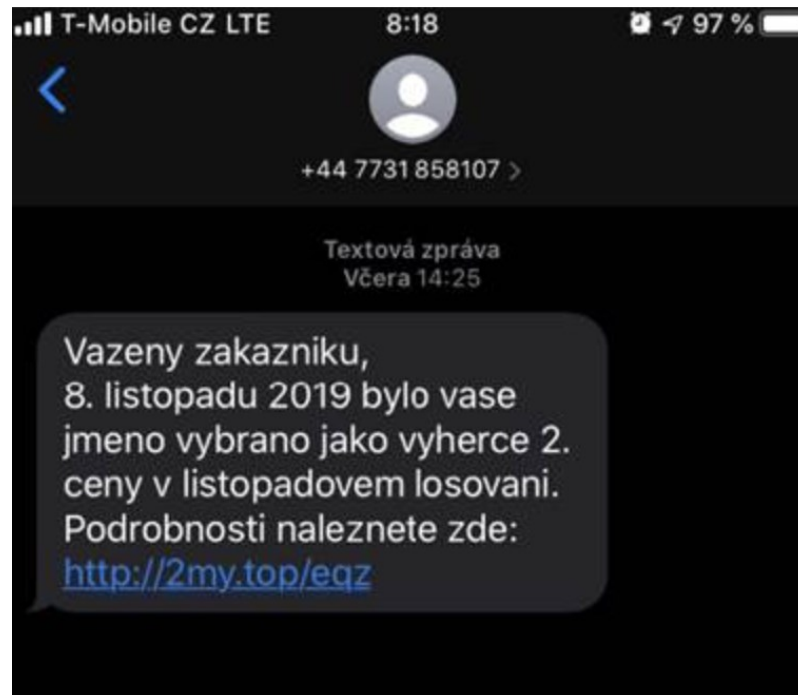 T-Mobile CZ LTE 8:18 97 %
+44 7731 858107 >
Textová zpráva
Včera 14:25
Vazeny zakazniku,
8. listopadu 2019 bylo vase
jmeno vybrano jako vyherce 2.
ceny v listopadovem losovani.
Podrobnosti naleznete zde:
http://2my.top/eqz